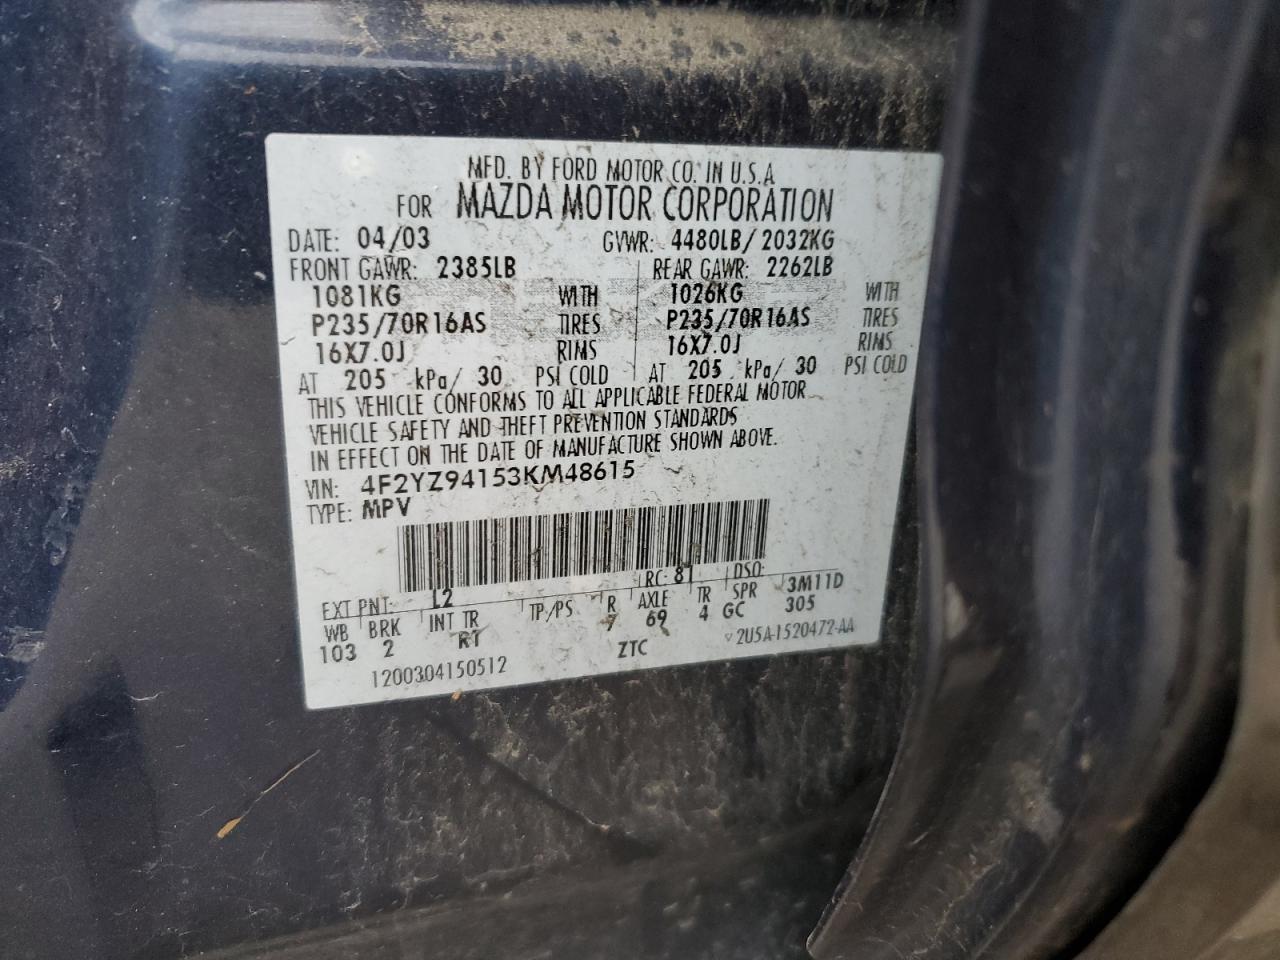 MFD. BY FORD MOTOR CO. IN U.S.A
FOR MAZDA MOTOR CORPORATION
DATE: 04/03 GVWR: 4480LB/2032KG
FRONT GAWR: 2385LB REAR GAWR: 2262LB
1081KG WITH 1026KG WITH
P235/70R16AS TIRES P235/70R16AS TIRES
16X7.0J RIMS 16X7.0J RIMS
AT 205 kPa/ 30 PSI COLD AT 205 kPa/ 30 PSI COLD
THIS VEHICLE CONFORMS TO ALL APPLICABLE FEDERAL MOTOR
VEHICLE SAFETY AND THEFT PREVENTION STANDARDS
IN EFFECT ON THE DATE OF MANUFACTURE SHOWN ABOVE.
VIN: 4F2YZ94153KM48615
TYPE: MPV
EXT PNT: L2 RC: 81 DSO:
WB BRK INT TR TP/PS R AXLE TR SPR 3M11D
103 2 RT 7 69 4 GC 305
1200304150512 ZTC V2U5A-1520472-AA